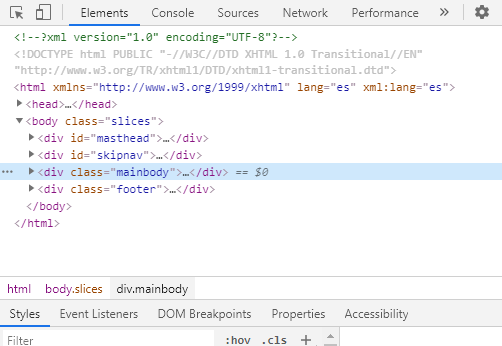 Elements Console Sources Network Performance »
<!--?xml version="1.0" encoding="UTF-8"?-->
<!DOCTYPE html PUBLIC "-//W3C//DTD XHTML 1.0 Transitional//EN"
"http://www.w3.org/TR/xhtml1/DTD/xhtml1-transitional.dtd">
<html xmlns="http://www.w3.org/1999/xhtml" lang="es" xml:lang="es">
<head>…</head>
<body class="slices">
<div id="masthead">…</div>
<div id="skipnav">…</div>
<div class="mainbody">…</div> == $0
<div class="footer">…</div>
</body>
</html>
html body.slices div.mainbody
Styles Event Listeners DOM Breakpoints Properties Accessibility
Filter :hov .cls +